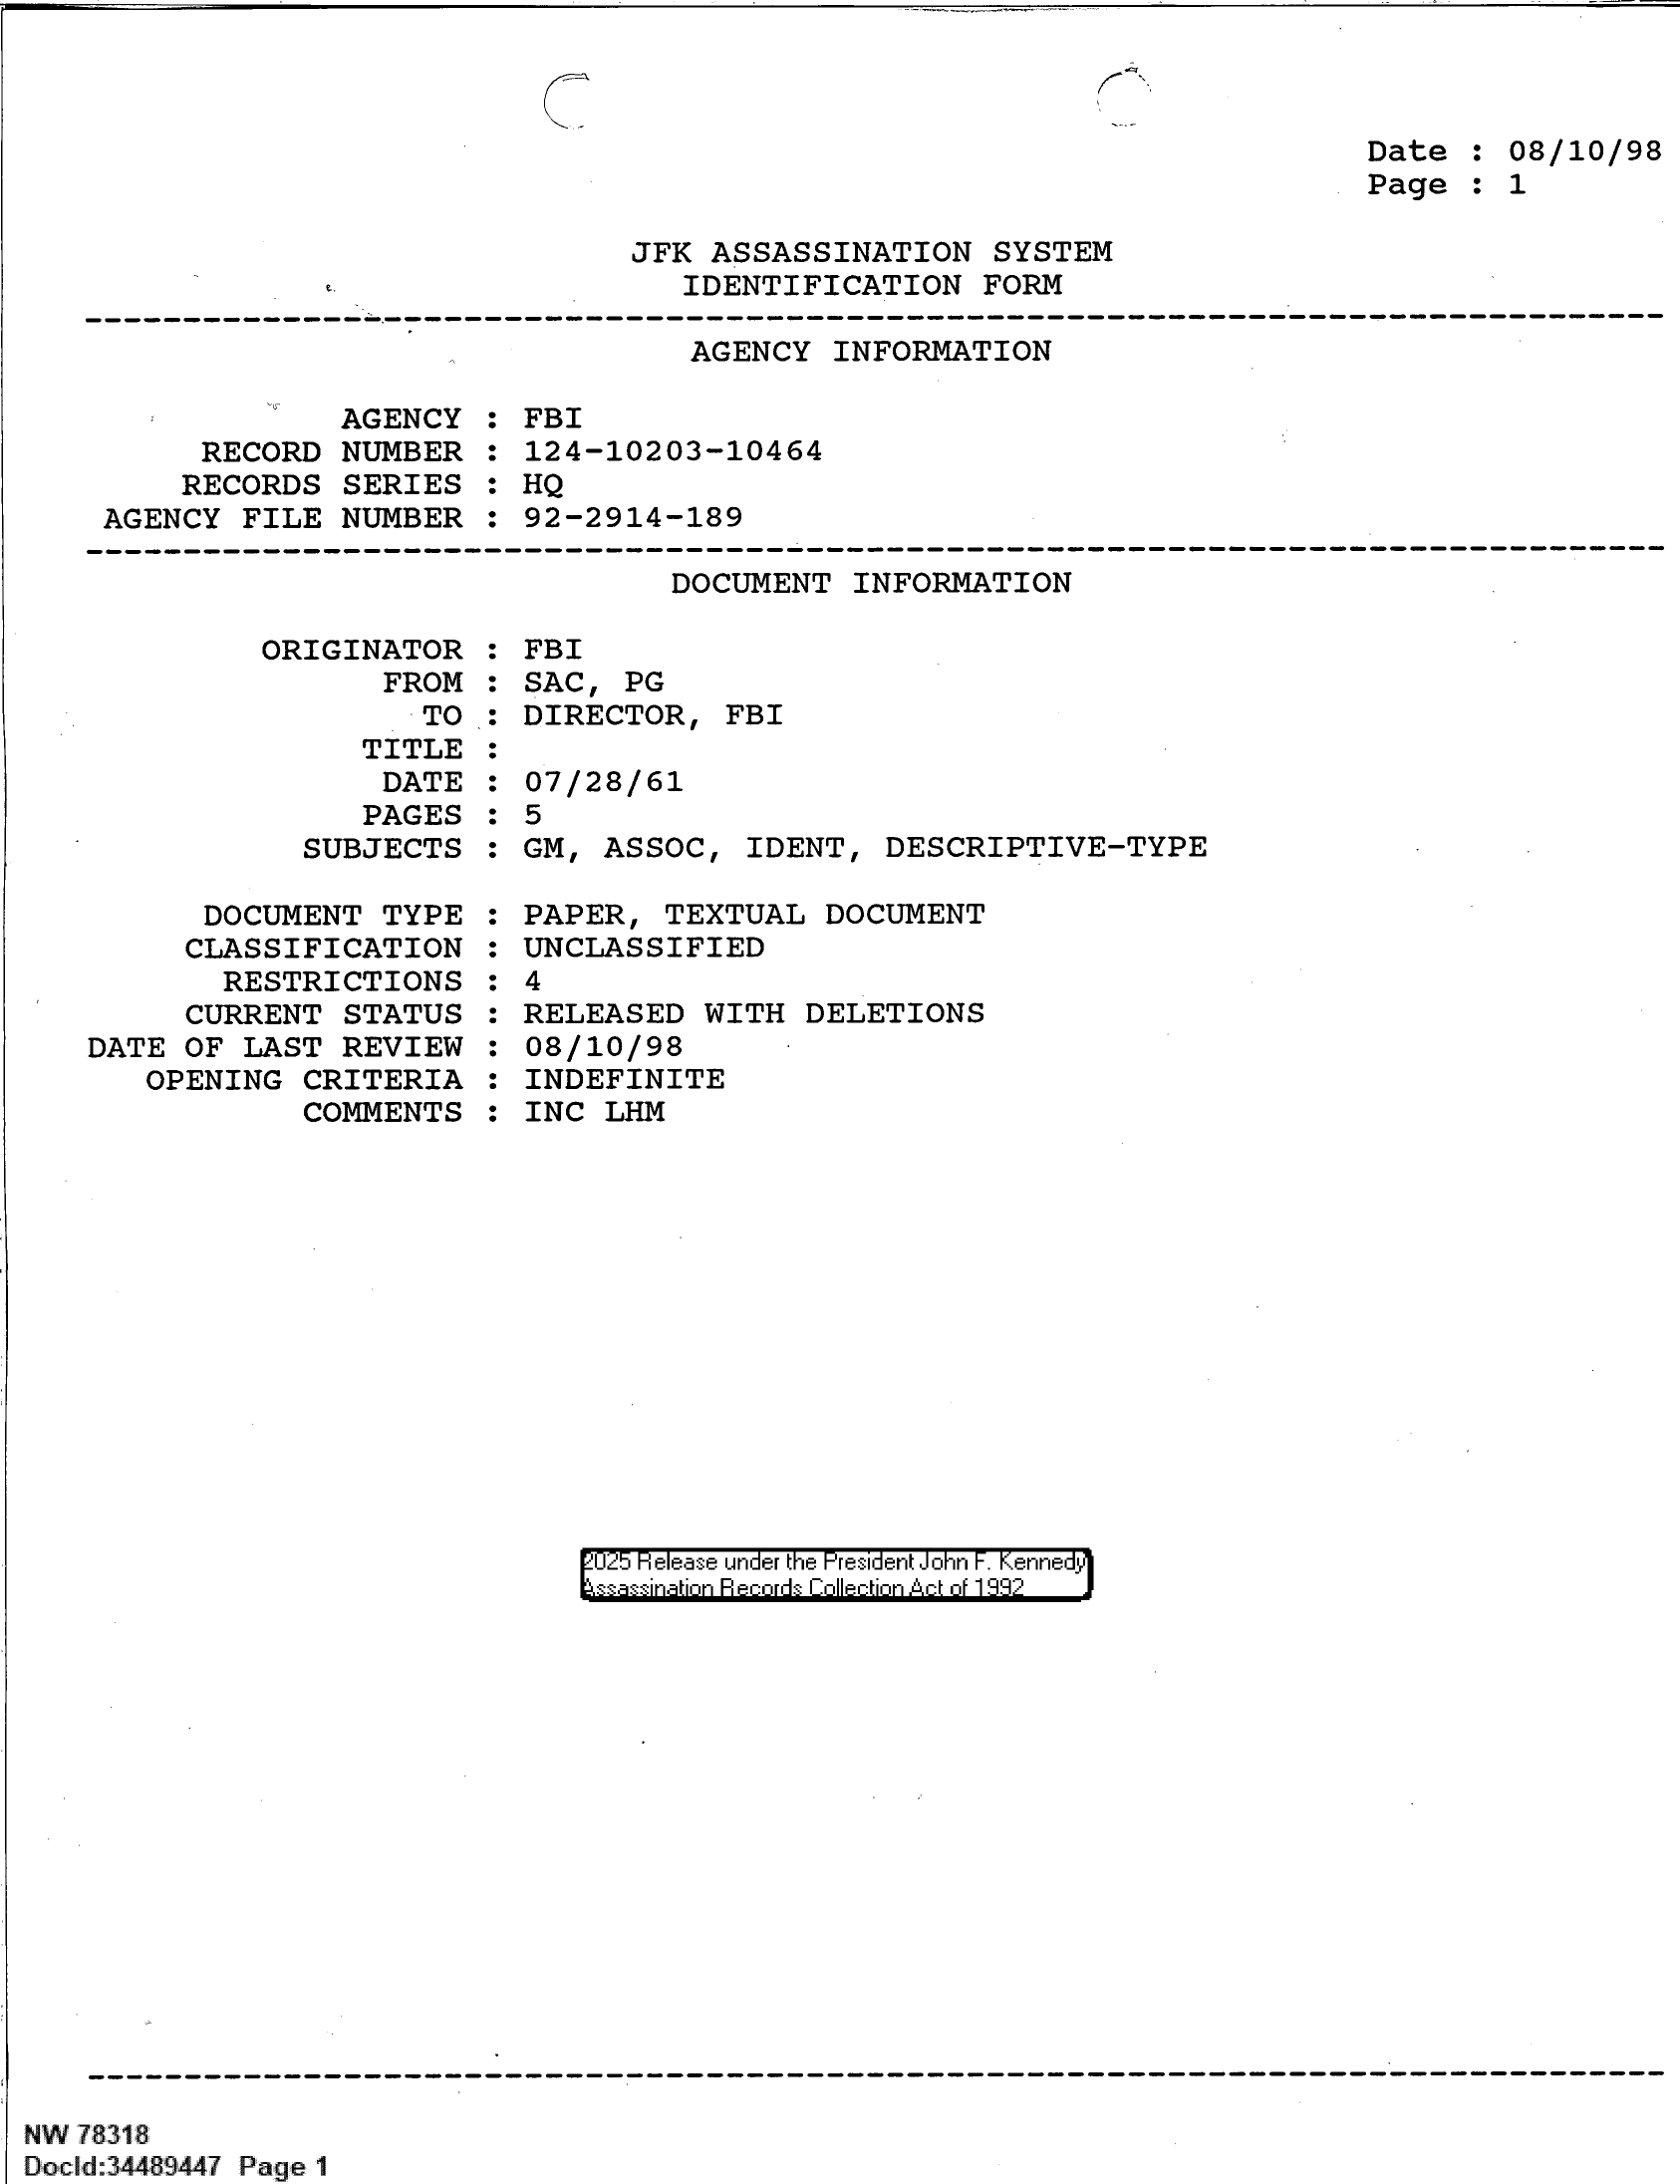 Date : 08/10/98
Page : 1
JFK ASSASSINATION SYSTEM
IDENTIFICATION FORM
AGENCY INFORMATION
AGENCY : FBI
RECORD NUMBER : 124-10203-10464
RECORDS SERIES : HQ
AGENCY FILE NUMBER : 92-2914-189
DOCUMENT INFORMATION
ORIGINATOR : FBI
FROM : SAC, PG
TO : DIRECTOR, FBI
TITLE :
DATE : 07/28/61
PAGES : 5
SUBJECTS : GM, ASSOC, IDENT, DESCRIPTIVE-TYPE
DOCUMENT TYPE : PAPER, TEXTUAL DOCUMENT
CLASSIFICATION : UNCLASSIFIED
RESTRICTIONS : 4
CURRENT STATUS : RELEASED WITH DELETIONS
DATE OF LAST REVIEW : 08/10/98
OPENING CRITERIA : INDEFINITE
COMMENTS : INC LHM
2025 Release under the President John F. Kennedy
Assassination Records Collection Act of 1992
NW 78318
DocId:34489447 Page 1